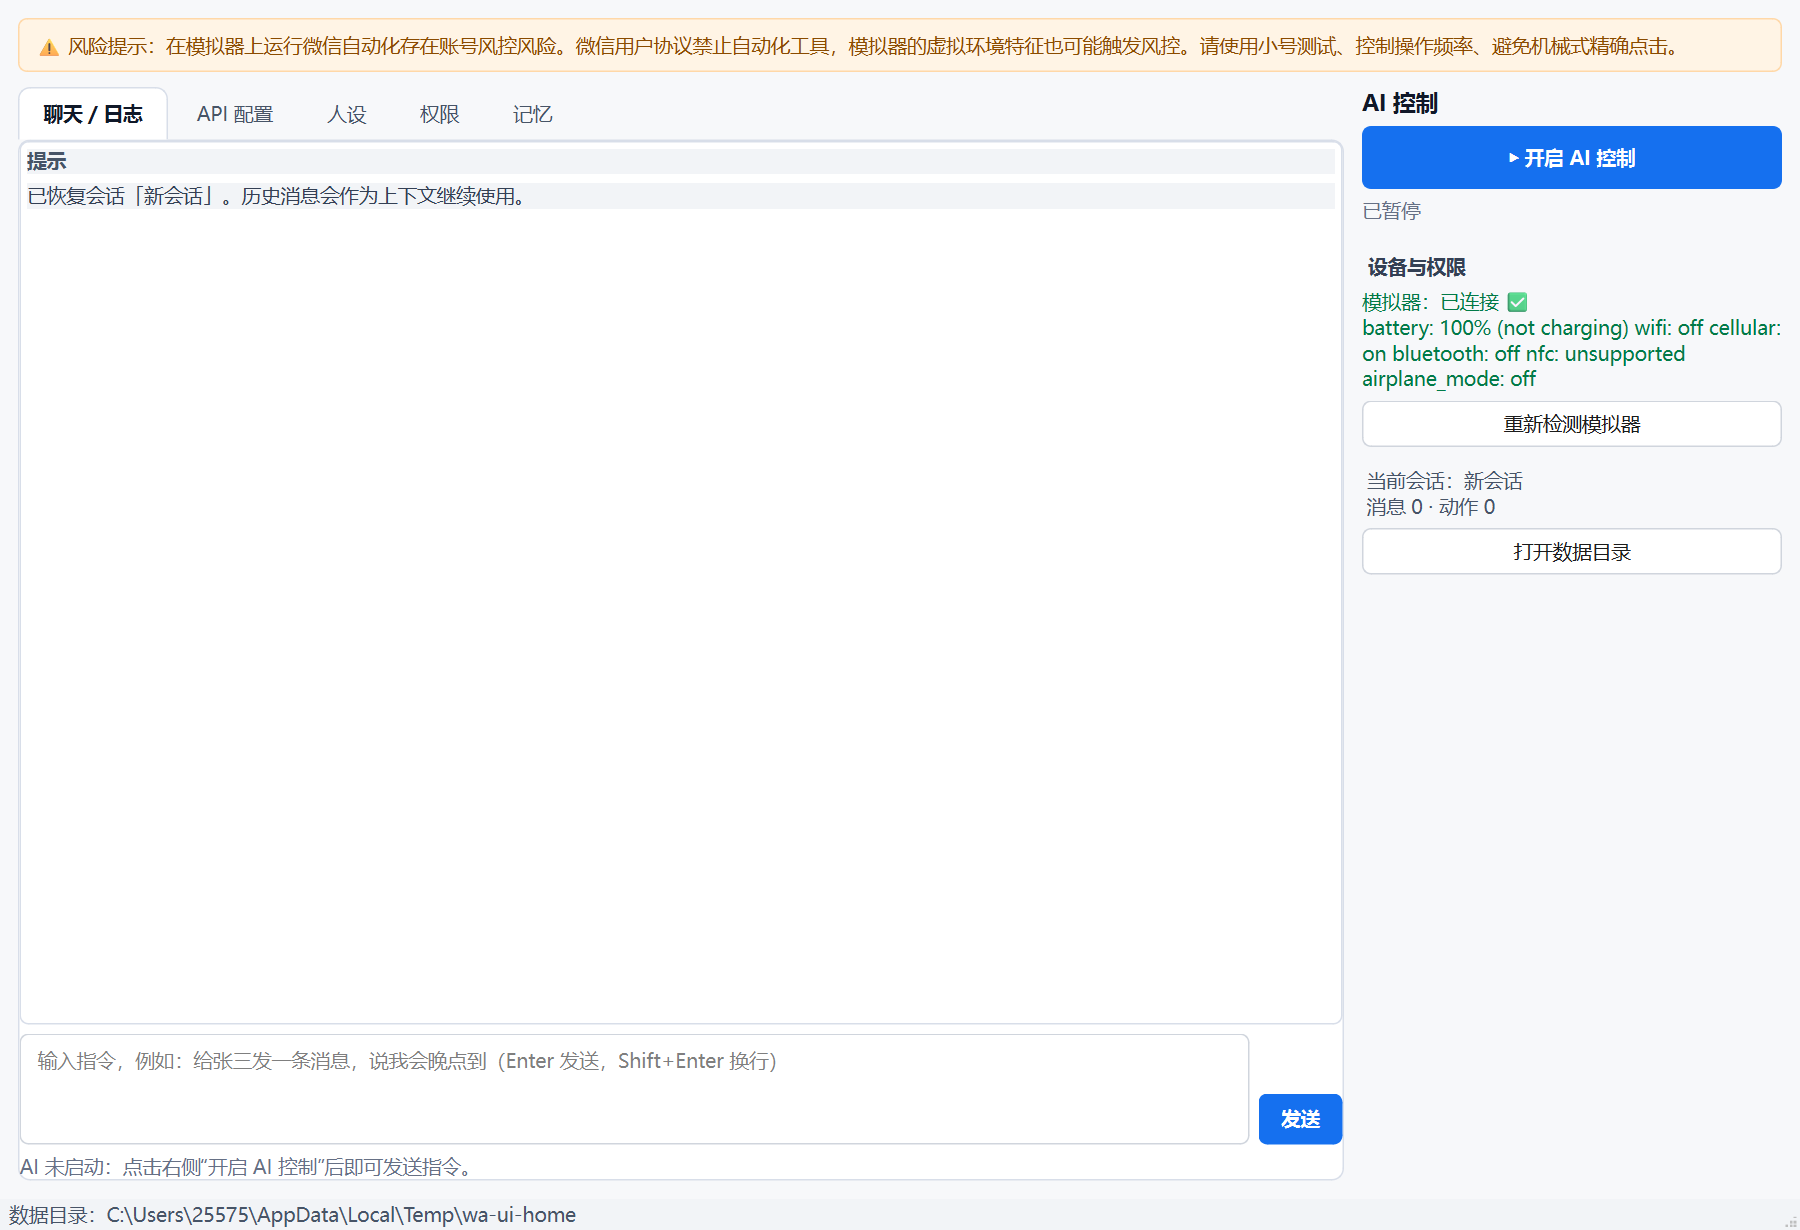 ⚠ 风险提示：在模拟器上运行微信自动化存在账号风控风险。微信用户协议禁止自动化工具，模拟器的虚拟环境特征也可能触发风控。请使用小号测试、控制操作频率、避免机械式精确点击。
聊天 / 日志 API 配置 人设 权限 记忆
提示
已恢复会话「新会话」。历史消息会作为上下文继续使用。
输入指令，例如：给张三发一条消息，说我会晚点到（Enter 发送，Shift+Enter 换行）
发送
AI 未启动：点击右侧“开启 AI 控制”后即可发送指令。
AI 控制
▸ 开启 AI 控制
已暂停
设备与权限
模拟器：已连接 ✅
battery: 100% (not charging) wifi: off cellular:
on bluetooth: off nfc: unsupported
airplane_mode: off
重新检测模拟器
当前会话：新会话
消息 0 · 动作 0
打开数据目录
数据目录：C:\Users\25575\AppData\Local\Temp\wa-ui-home